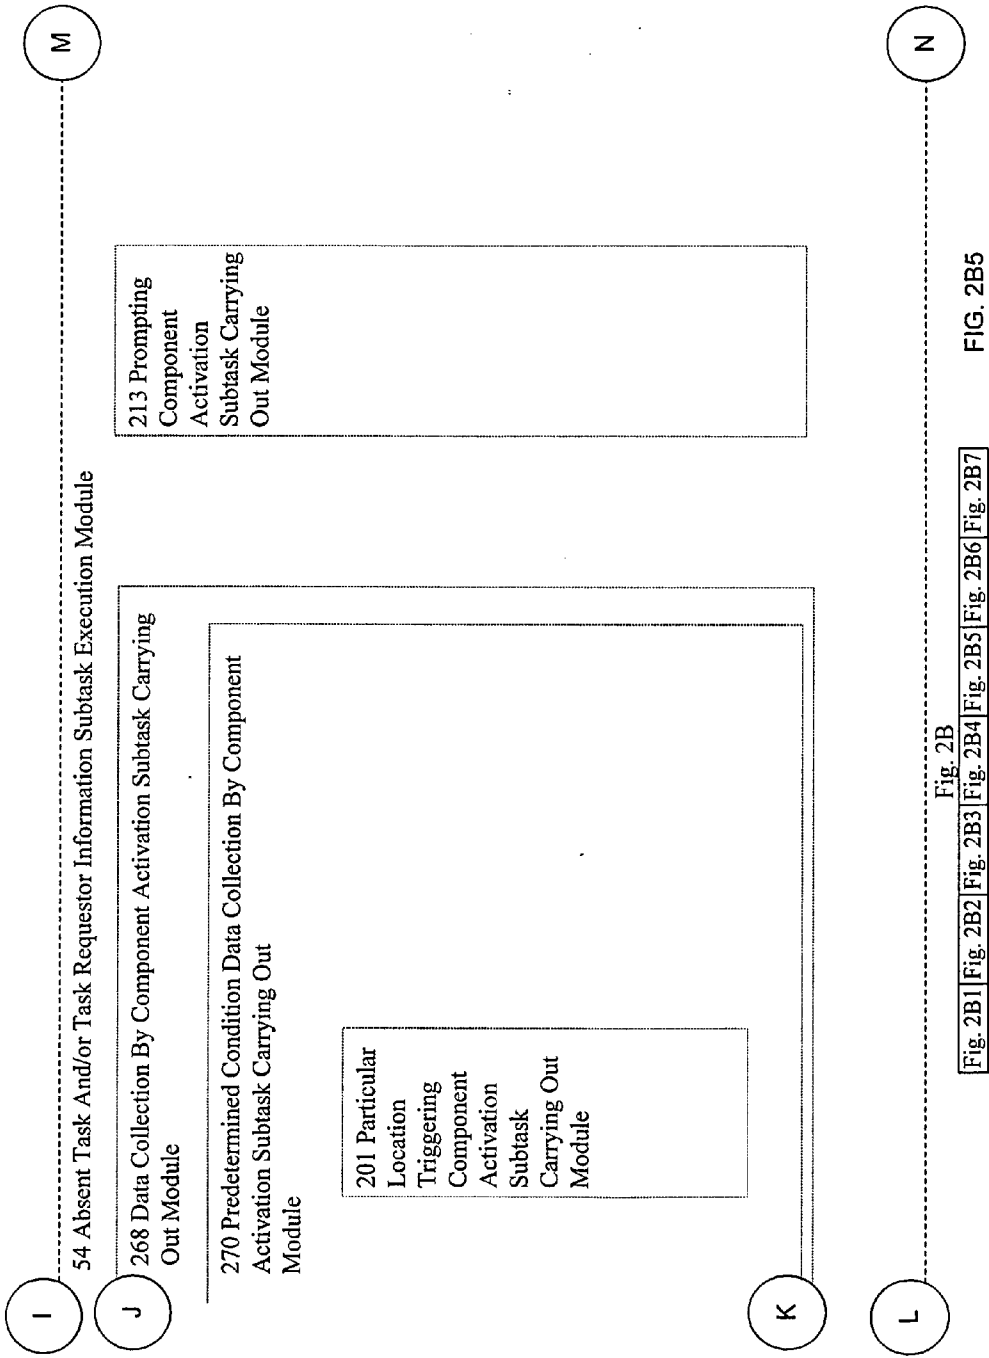 I
M
54 Absent Task And/or Task Requestor Information Subtask Execution Module
J
268 Data Collection By Component Activation Subtask Carrying
Out Module
270 Predetermined Condition Data Collection By Component
Activation Subtask Carrying Out
Module
201 Particular
Location
Triggering
Component
Activation
Subtask
Carrying Out
Module
213 Prompting
Component
Activation
Subtask Carrying
Out Module
K
L
N
Fig. 2B
Fig. 2B1 Fig. 2B2 Fig. 2B3 Fig. 2B4 Fig. 2B5 Fig. 2B6 Fig. 2B7
FIG. 2B5